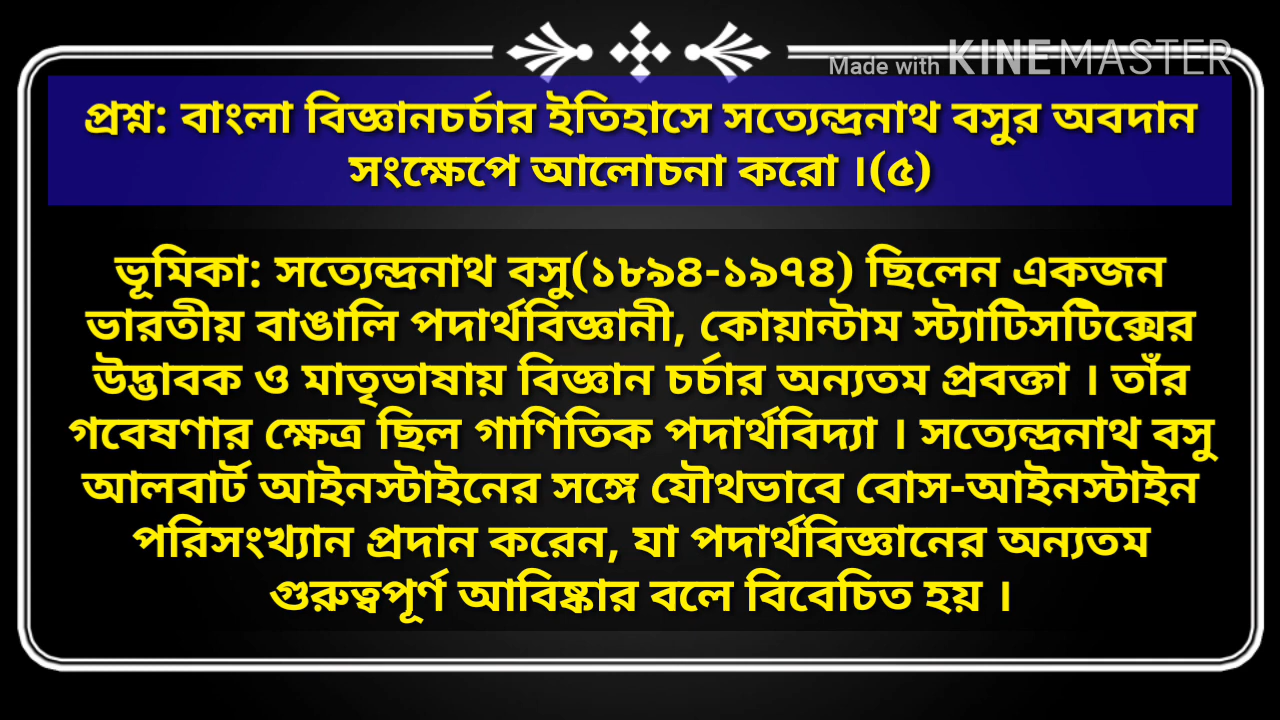 Made with KINEMASTER
প্রশ্ন: বাংলা বিজ্ঞানচর্চার ইতিহাসে সত্যেন্দ্রনাথ বসুর অবদান
সংক্ষেপে আলোচনা করো ।(৫)
ভূমিকা: সত্যেন্দ্রনাথ বসু(১৮৯৪-১৯৭৪) ছিলেন একজন
ভারতীয় বাঙালি পদার্থবিজ্ঞানী, কোয়ান্টাম স্ট্যাটিসটিক্সের
উদ্ভাবক ও মাতৃভাষায় বিজ্ঞান চর্চার অন্যতম প্রবক্তা । তাঁর
গবেষণার ক্ষেত্র ছিল গাণিতিক পদার্থবিদ্যা । সত্যেন্দ্রনাথ বসু
আলবার্ট আইনস্টাইনের সঙ্গে যৌথভাবে বোস-আইনস্টাইন
পরিসংখ্যান প্রদান করেন, যা পদার্থবিজ্ঞানের অন্যতম
গুরুত্বপূর্ণ আবিষ্কার বলে বিবেচিত হয় ।